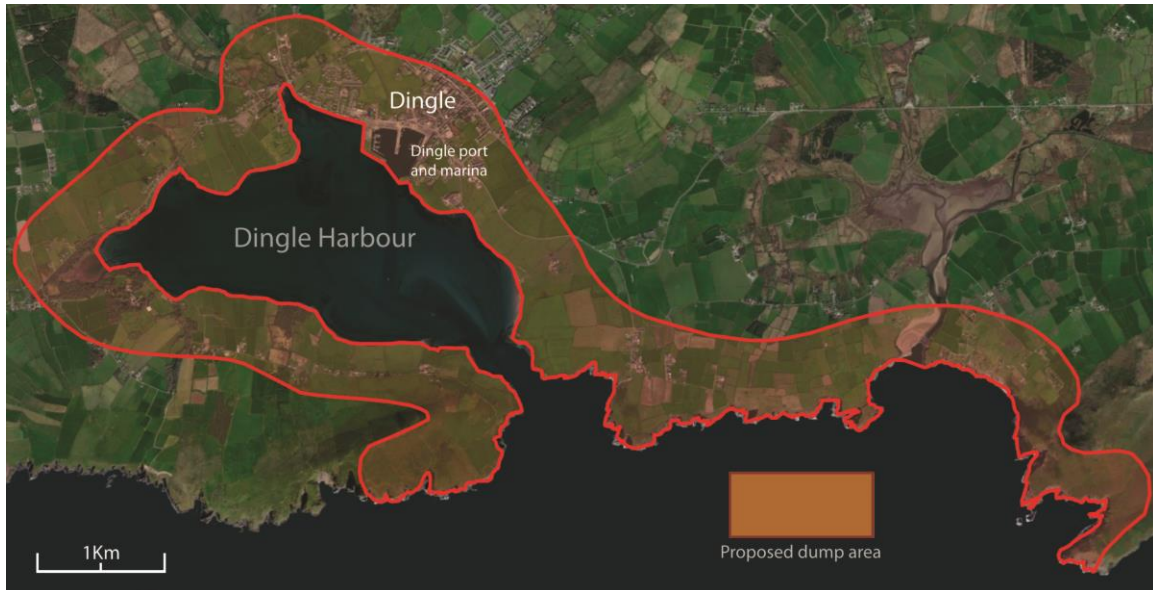 Dingle
Dingle port
and marina
Dingle Harbour
Proposed dump area
1Km